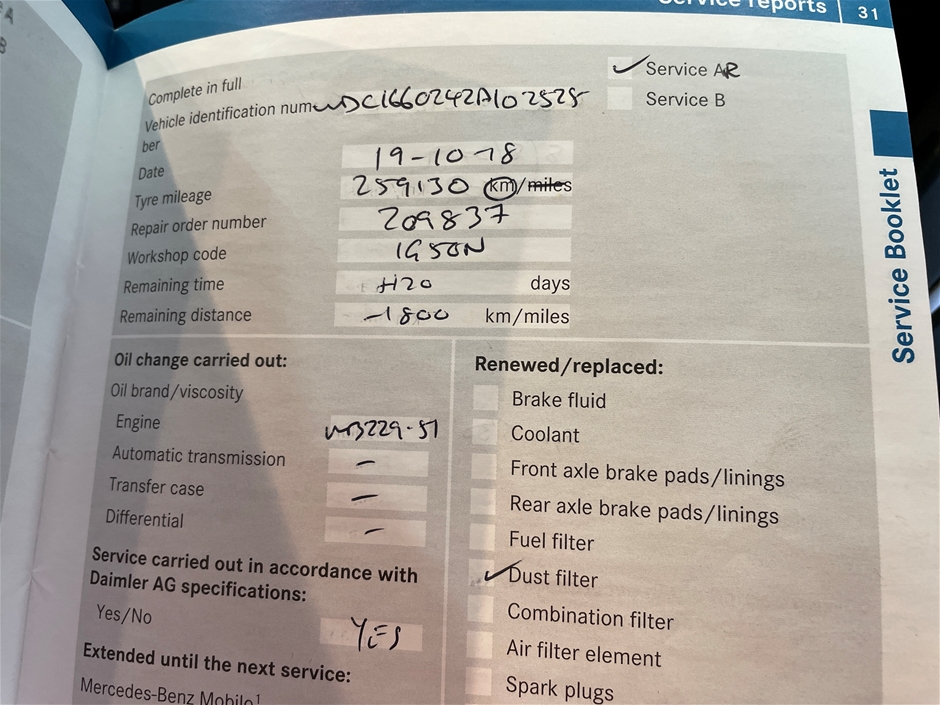 Service reports 31
Complete in full
Vehicle identification num- WDC1660242A102525
ber
Service AR
Service B
Date 19-10-18
Tyre mileage 259130 km/miles
Repair order number 209837
Workshop code
Remaining time days
Remaining distance -1800 km/miles
Service Booklet
Oil change carried out:
Oil brand/viscosity
Engine MB229-51
Automatic transmission –
Transfer case –
Differential –
Service carried out in accordance with
Daimler AG specifications:
Yes/No YES
Extended until the next service:
Mercedes-Benz Mobilo¹
Renewed/replaced:
Brake fluid
Coolant
Front axle brake pads/linings
Rear axle brake pads/linings
Fuel filter
Dust filter
Combination filter
Air filter element
Spark plugs